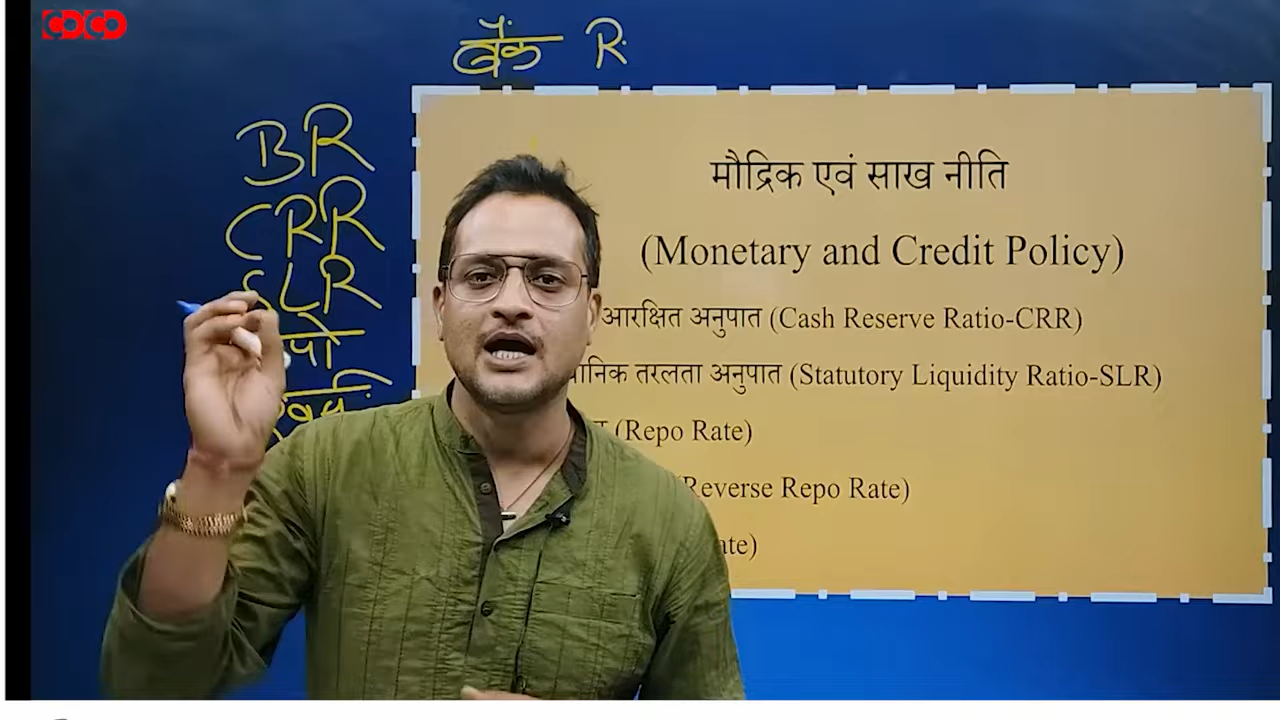 बैंक R
BR
CRR
SLR
मौद्रिक एवं साख नीति
(Monetary and Credit Policy)
आरक्षित अनुपात (Cash Reserve Ratio-CRR)
तरलता अनुपात (Statutory Liquidity Ratio-SLR)
(Repo Rate)
(Reverse Repo Rate)